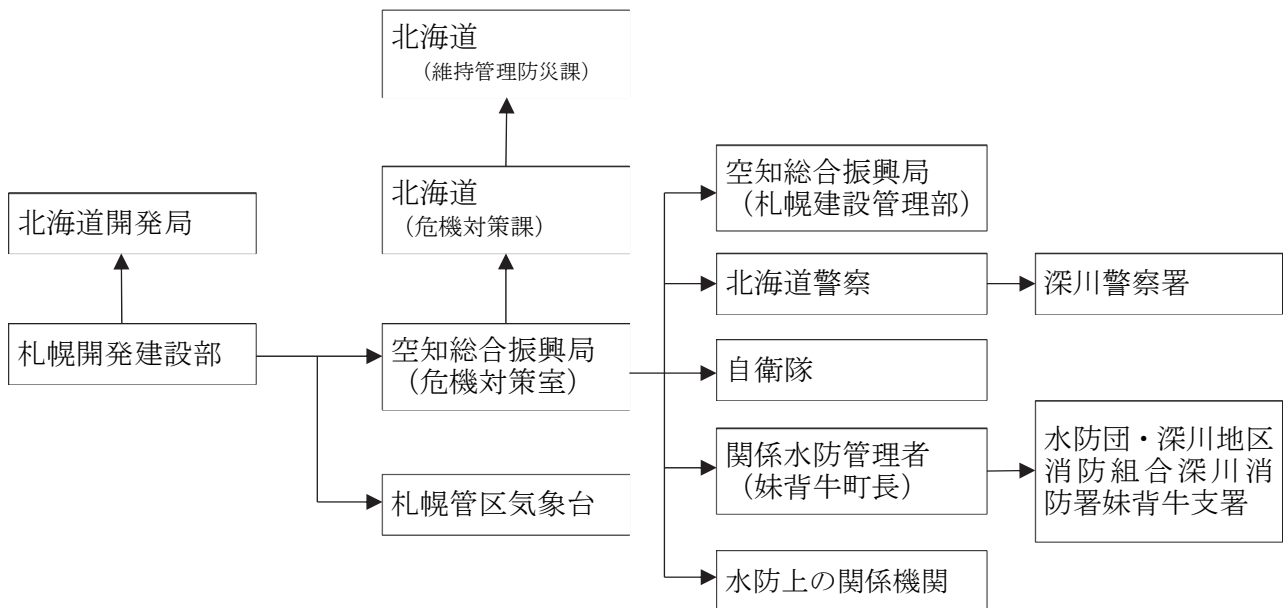 北海道
（維持管理防災課）
北海道
（危機対策課）
北海道開発局
札幌開発建設部
空知総合振興局
（危機対策室）
札幌管区気象台
空知総合振興局
（札幌建設管理部）
北海道警察
深川警察署
自衛隊
関係水防管理者
（妹背牛町長）
水防団・深川地区
消防組合深川消
防署妹背牛支署
水防上の関係機関